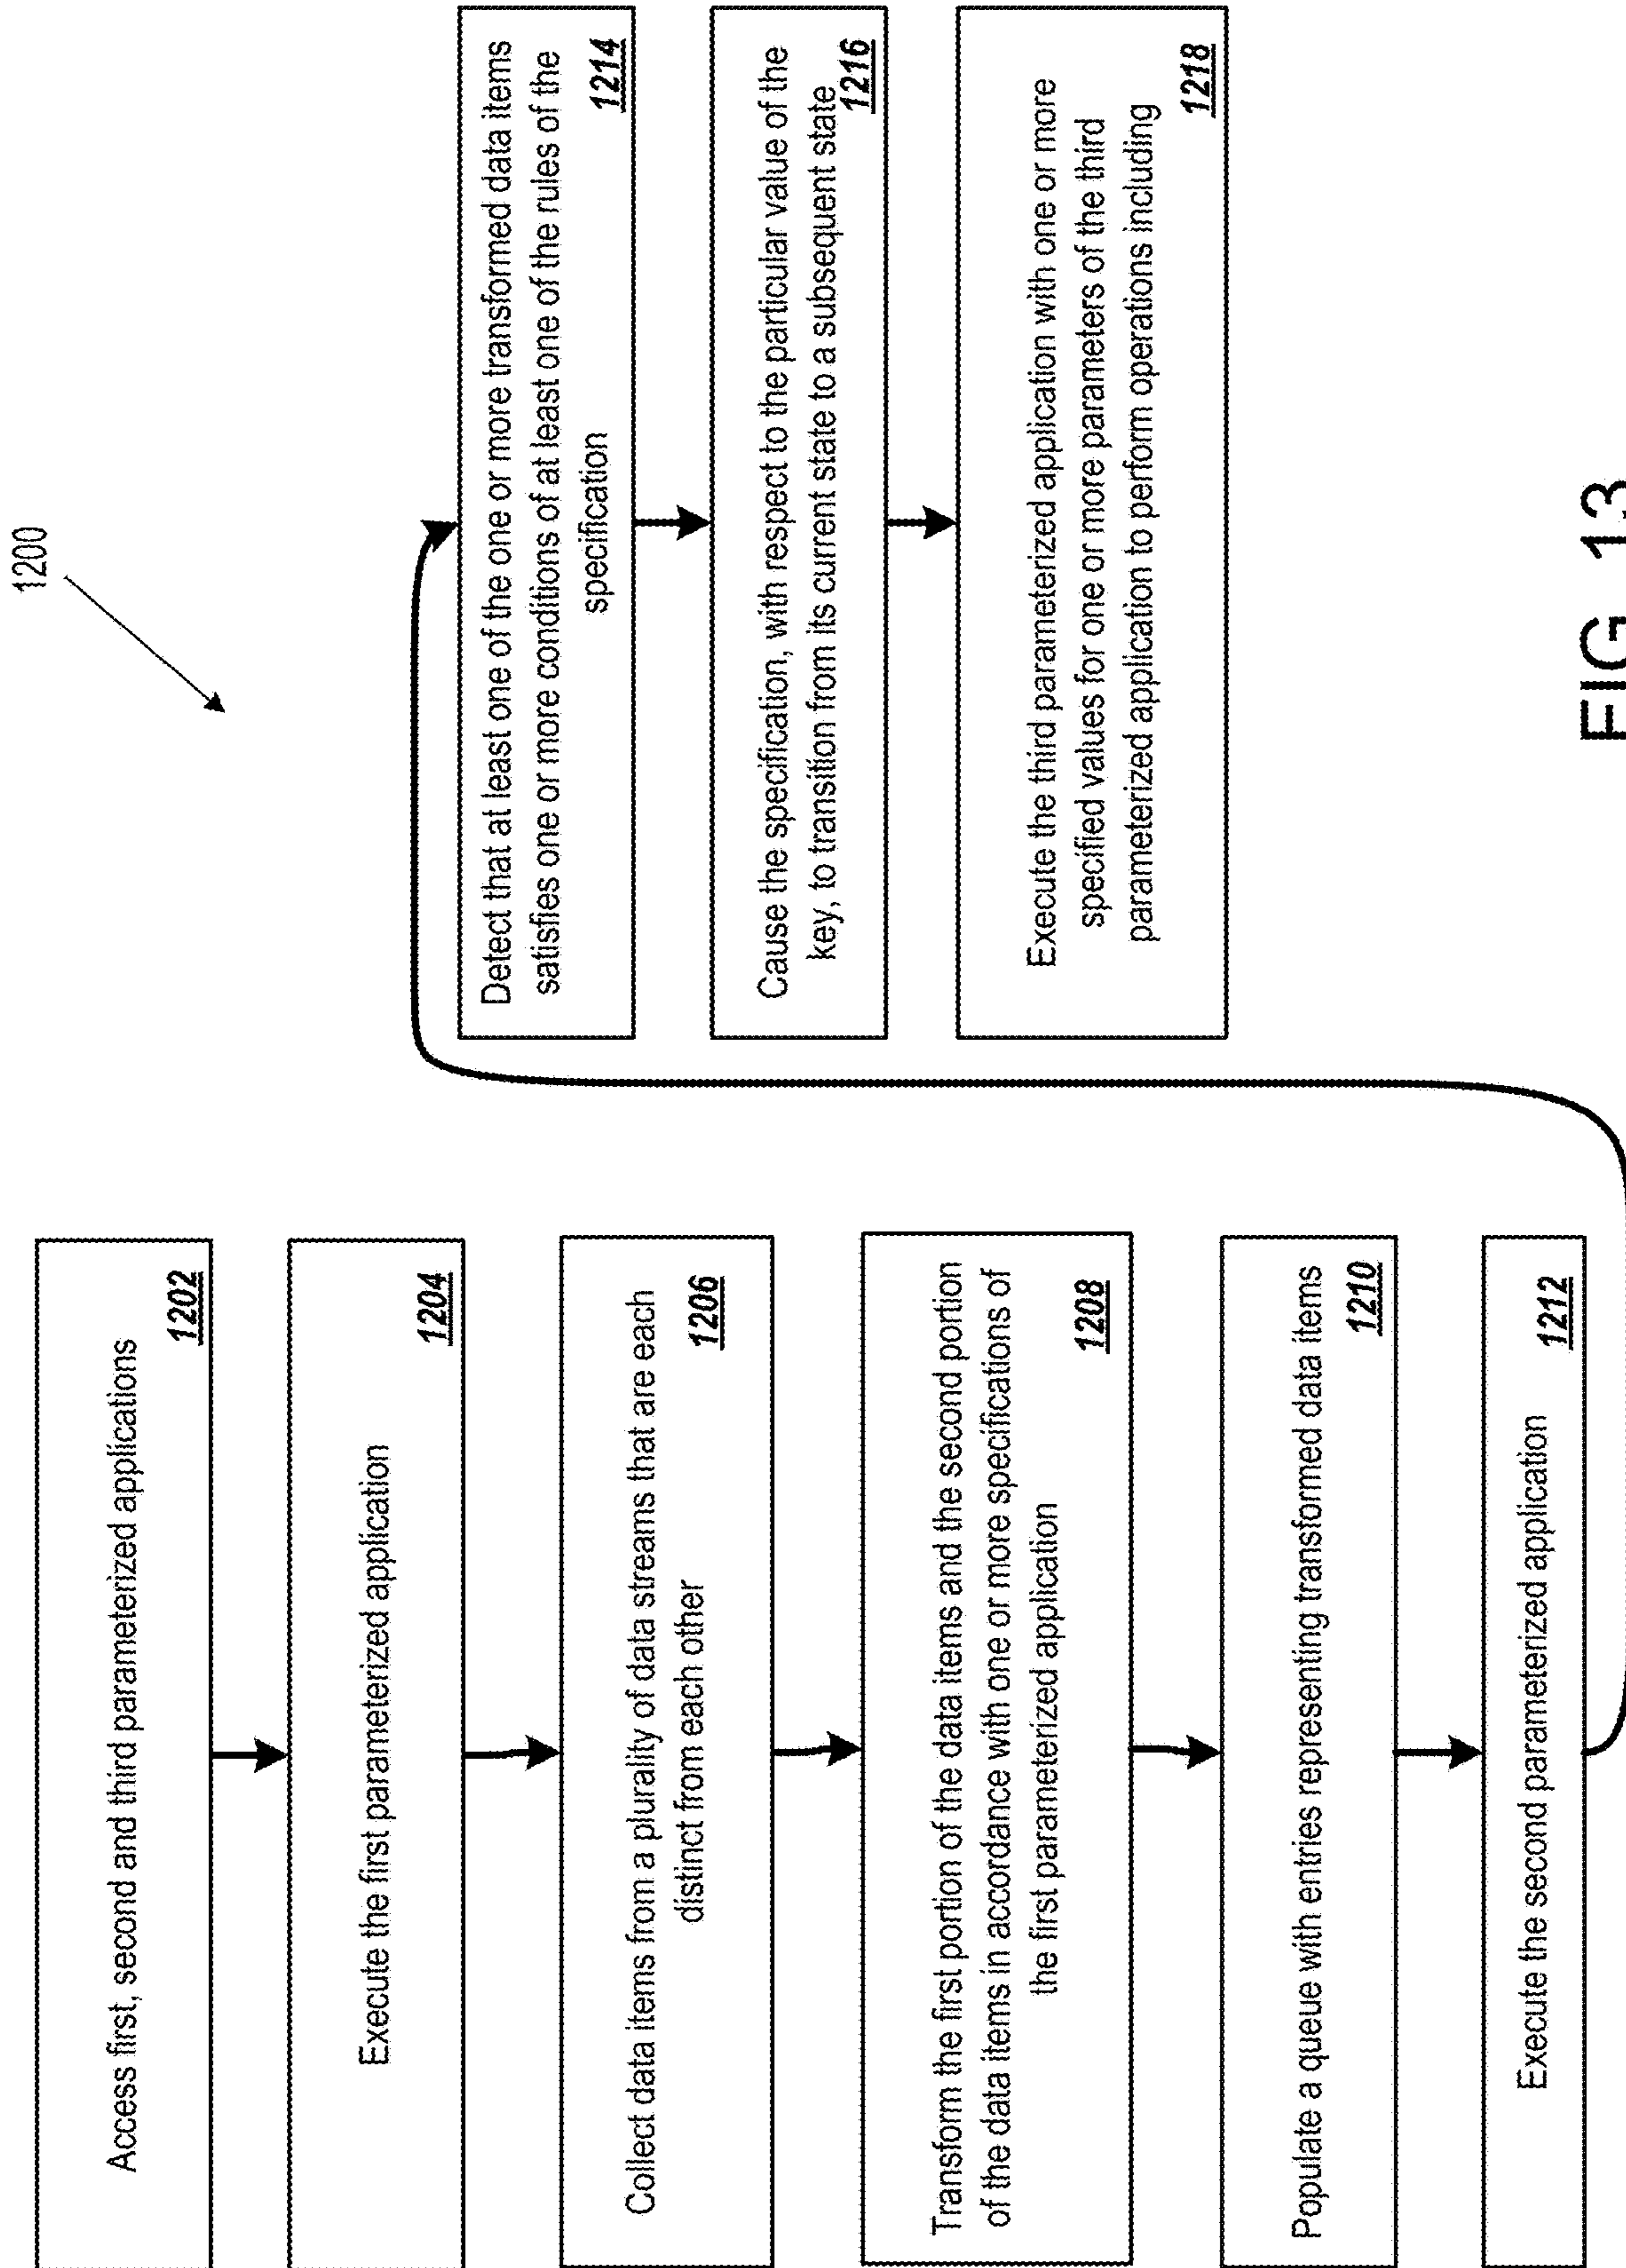 1200
Access first, second and third parameterized applications
1202
Execute the first parameterized application
1204
Collect data items from a plurality of data streams that are each
distinct from each other
1206
Transform the first portion of the data items and the second portion
of the data items in accordance with one or more specifications of
the first parameterized application
1208
Populate a queue with entries representing transformed data items
1210
Execute the second parameterized application
1212
Detect that at least one of the one or more transformed data items
satisfies one or more conditions of at least one of the rules of the
specification
1214
Cause the specification, with respect to the particular value of the
key, to transition from its current state to a subsequent state
1216
Execute the third parameterized application with one or more
specified values for one or more parameters of the third
parameterized application to perform operations including
1218
FIG. 13